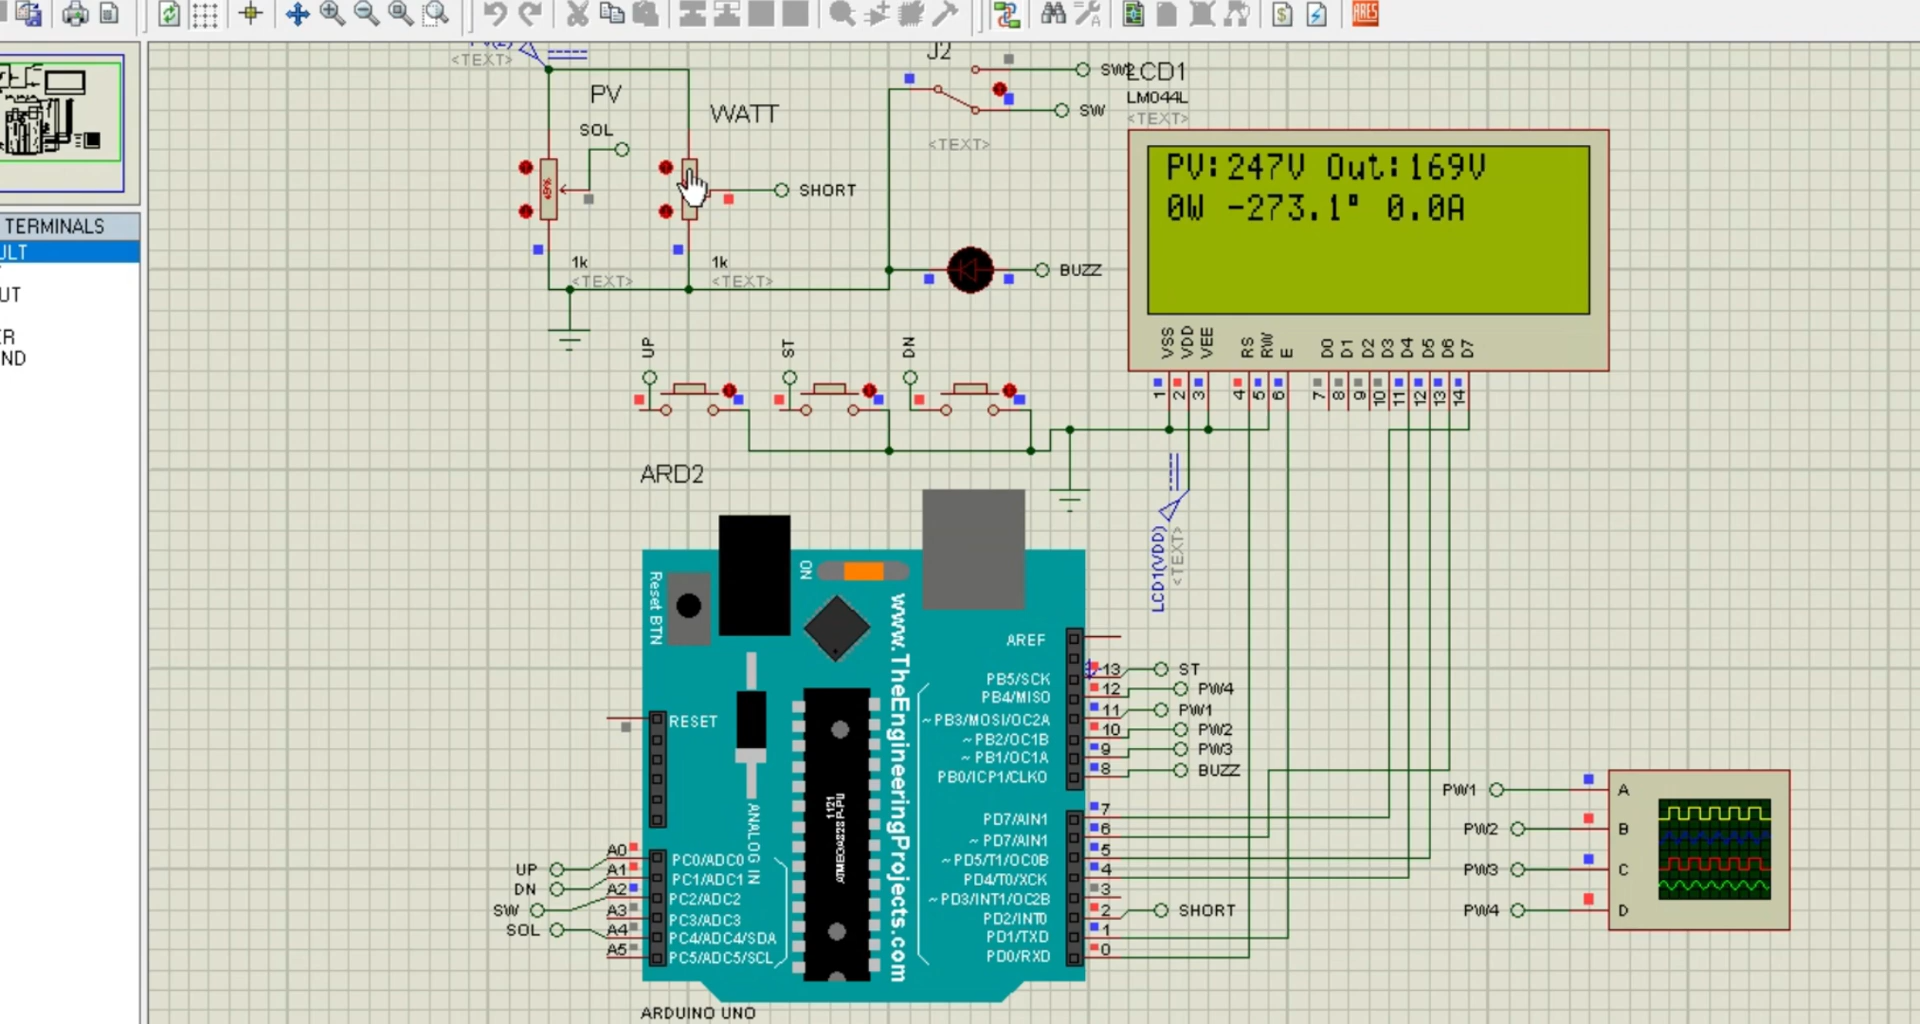 <TEXT>
PV
SOL
WATT
SHORT
1k
<TEXT>
1k
<TEXT>
J2
SW
<TEXT>
BUZZ
LCD1
LM044L
<TEXT>
PV:247V Out:169V
0W -273.1° 0.0A
VSS
VDD
VEE
RS
RW
E
D0
D1
D2
D3
D4
D5
D6
D7
1
2
3
4
5
6
7
8
9
10
11
12
13
14
TERMINALS
ULT
UT
ER
ND
UP
ST
DN
LCD1(VDD)
<TEXT>
ARD2
Reset BTN
ON
www.TheEngineeringProjects.com
ATMEGA328P-PU
1121
ANALOG IN
RESET
AREF
PB5/SCK
PB4/MISO
~PB3/MOSI/OC2A
~ PB2/OC1B
~ PB1/OC1A
PB0/ICP1/CLKO
PD7/AIN1
~ PD7/AIN1
~PD5/T1/OC0B
PD4/T0/XCK
~PD3/INT1/OC2B
PD2/INT0
PD1/TXD
PD0/RXD
13 ST
12 PW4
11 PW1
10 PW2
9 PW3
8 BUZZ
7
6
5
4
3
2 SHORT
1
0
UP A0 PC0/ADC0
DN A1 PC1/ADC1
SW A2 PC2/ADC2
SOL A3 PC3/ADC3
A4 PC4/ADC4/SDA
A5 PC5/ADC5/SCL
ARDUINO UNO
PW1 A
PW2 B
PW3 C
PW4 D
ARES